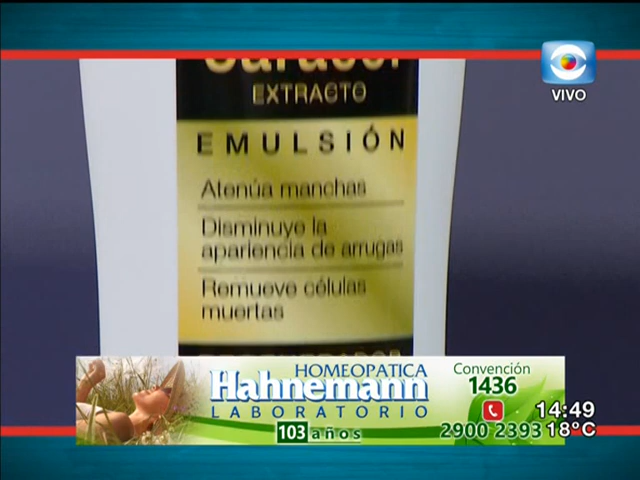 Caracol
EXTRACTO
EMULSIÓN
Atenúa manchas
Disminuye la
apariencia de arrugas
Remueve células
muertas
VIVO
HOMEOPATICA
Hahnemann
LABORATORIO
103 años
Convención
1436
2900 2393
14:49
18°C